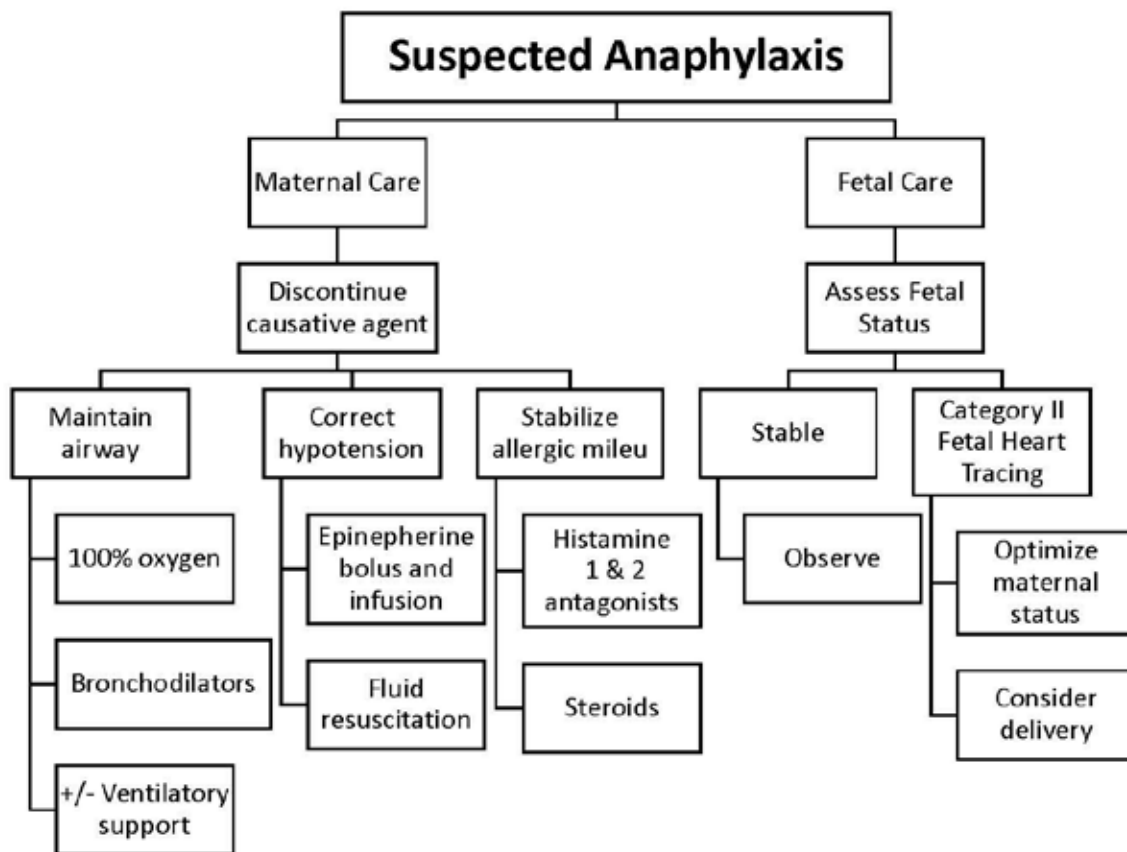 Suspected Anaphylaxis
Maternal Care
Fetal Care
Discontinue
causative agent
Assess Fetal
Status
Maintain
airway
Correct
hypotension
Stabilize
allergic mileu
Stable
Category II
Fetal Heart
Tracing
100% oxygen
Epinepherine
bolus and
infusion
Histamine
1 & 2
antagonists
Observe
Optimize
maternal
status
Bronchodilators
Fluid
resuscitation
Steroids
Consider
delivery
+/- Ventilatory
support